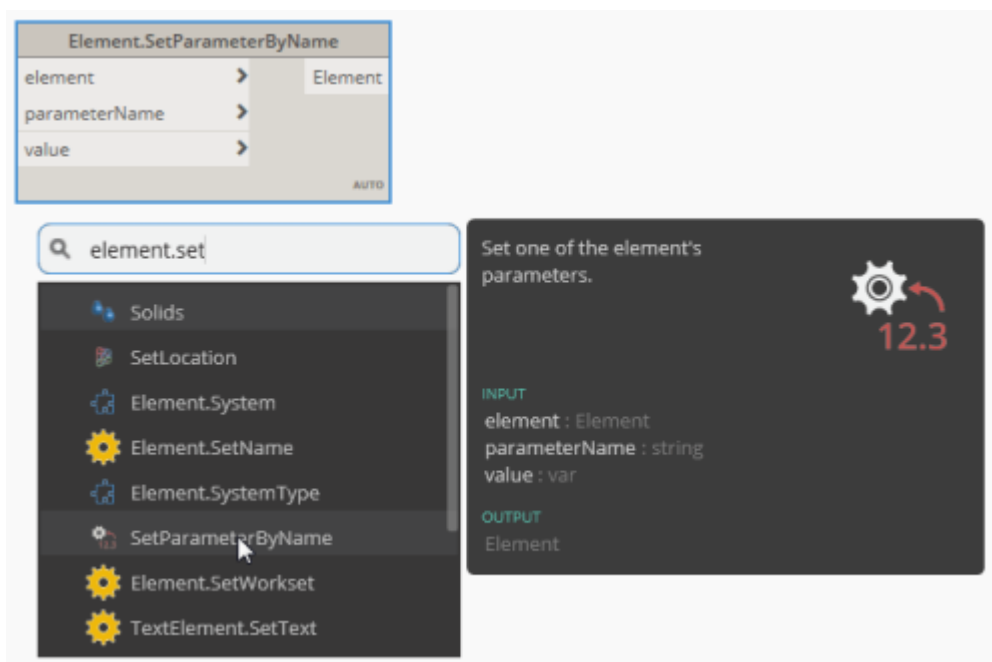 Element.SetParameterByName
element
Element
parameterName
value
AUTO
element.set
Solids
SetLocation
Element.System
Element.SetName
Element.SystemType
SetParameterByName
Element.SetWorkset
TextElement.SetText
Set one of the element's
parameters.
12.3
INPUT
element : Element
parameterName : string
value : var
OUTPUT
Element